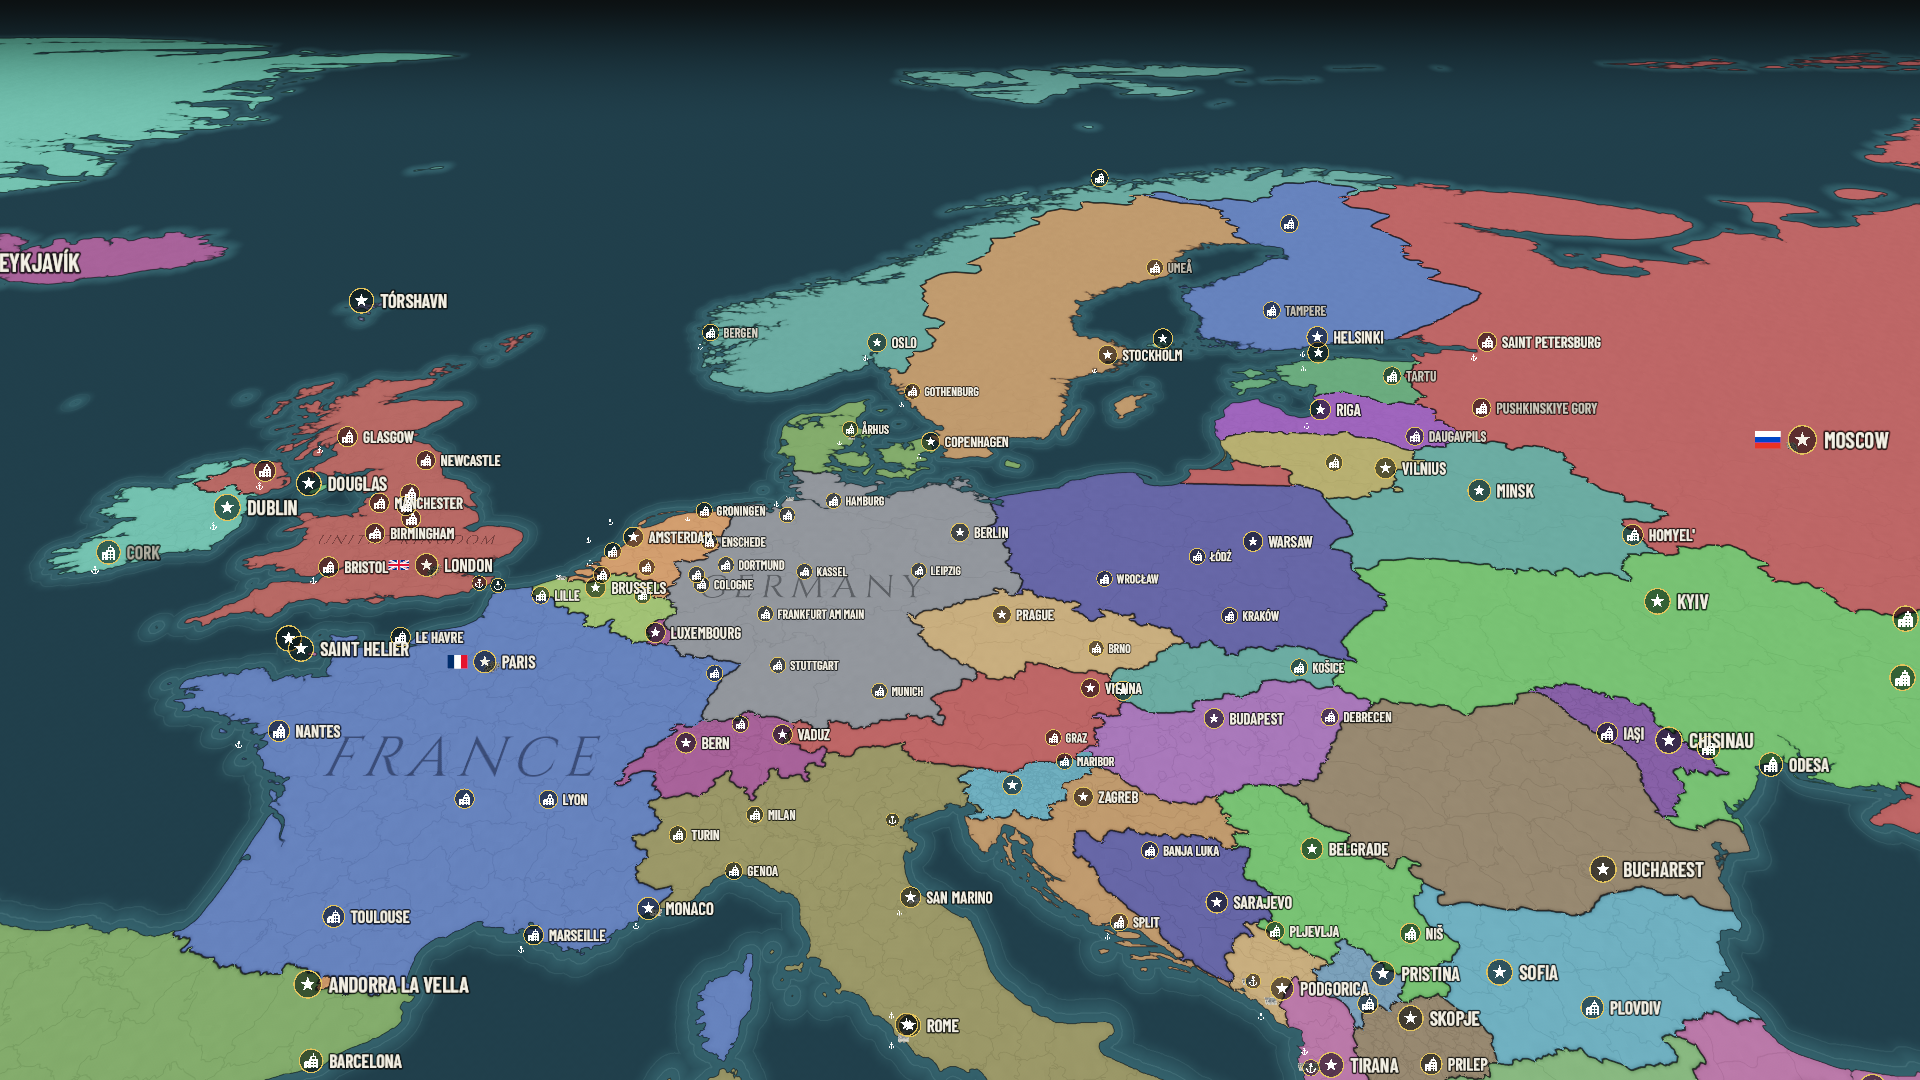 EYKJAVÍK
TÓRSHAVN
UMEÅ
TAMPERE
BERGEN
OSLO
HELSINKI
SAINT PETERSBURG
STOCKHOLM
TARTU
GOTHENBURG
RIGA
PUSHKINSKIYE GORY
ÅRHUS
COPENHAGEN
DAUGAVPILS
MOSCOW
GLASGOW
NEWCASTLE
VILNIUS
DOUGLAS
MINSK
MANCHESTER
HAMBURG
DUBLIN
GRONINGEN
BIRMINGHAM
UNITED KINGDOM
AMSTERDAM
ENSCHEDE
BERLIN
WARSAW
HOMYEL'
CORK
ŁÓDŹ
BRISTOL
LONDON
DORTMUND
KASSEL
LEIPZIG
WROCŁAW
COLOGNE
GERMANY
LILLE
BRUSSELS
KYIV
FRANKFURT AM MAIN
PRAGUE
KRAKÓW
LUXEMBOURG
LE HAVRE
SAINT HELIER
BRNO
PARIS
STUTTGART
KOŠICE
MUNICH
VIENNA
BUDAPEST
DEBRECEN
NANTES
VADUZ
IAȘI
BERN
GRAZ
CHISINAU
FRANCE
MARIBOR
ODESA
LYON
ZAGREB
MILAN
TURIN
BELGRADE
BANJA LUKA
GENOA
BUCHAREST
SAN MARINO
SARAJEVO
MONACO
TOULOUSE
SPLIT
MARSEILLE
PLJEVLJA
NIŠ
PRISTINA
SOFIA
ANDORRA LA VELLA
PODGORICA
PLOVDIV
SKOPJE
ROME
BARCELONA
TIRANA
PRILEP